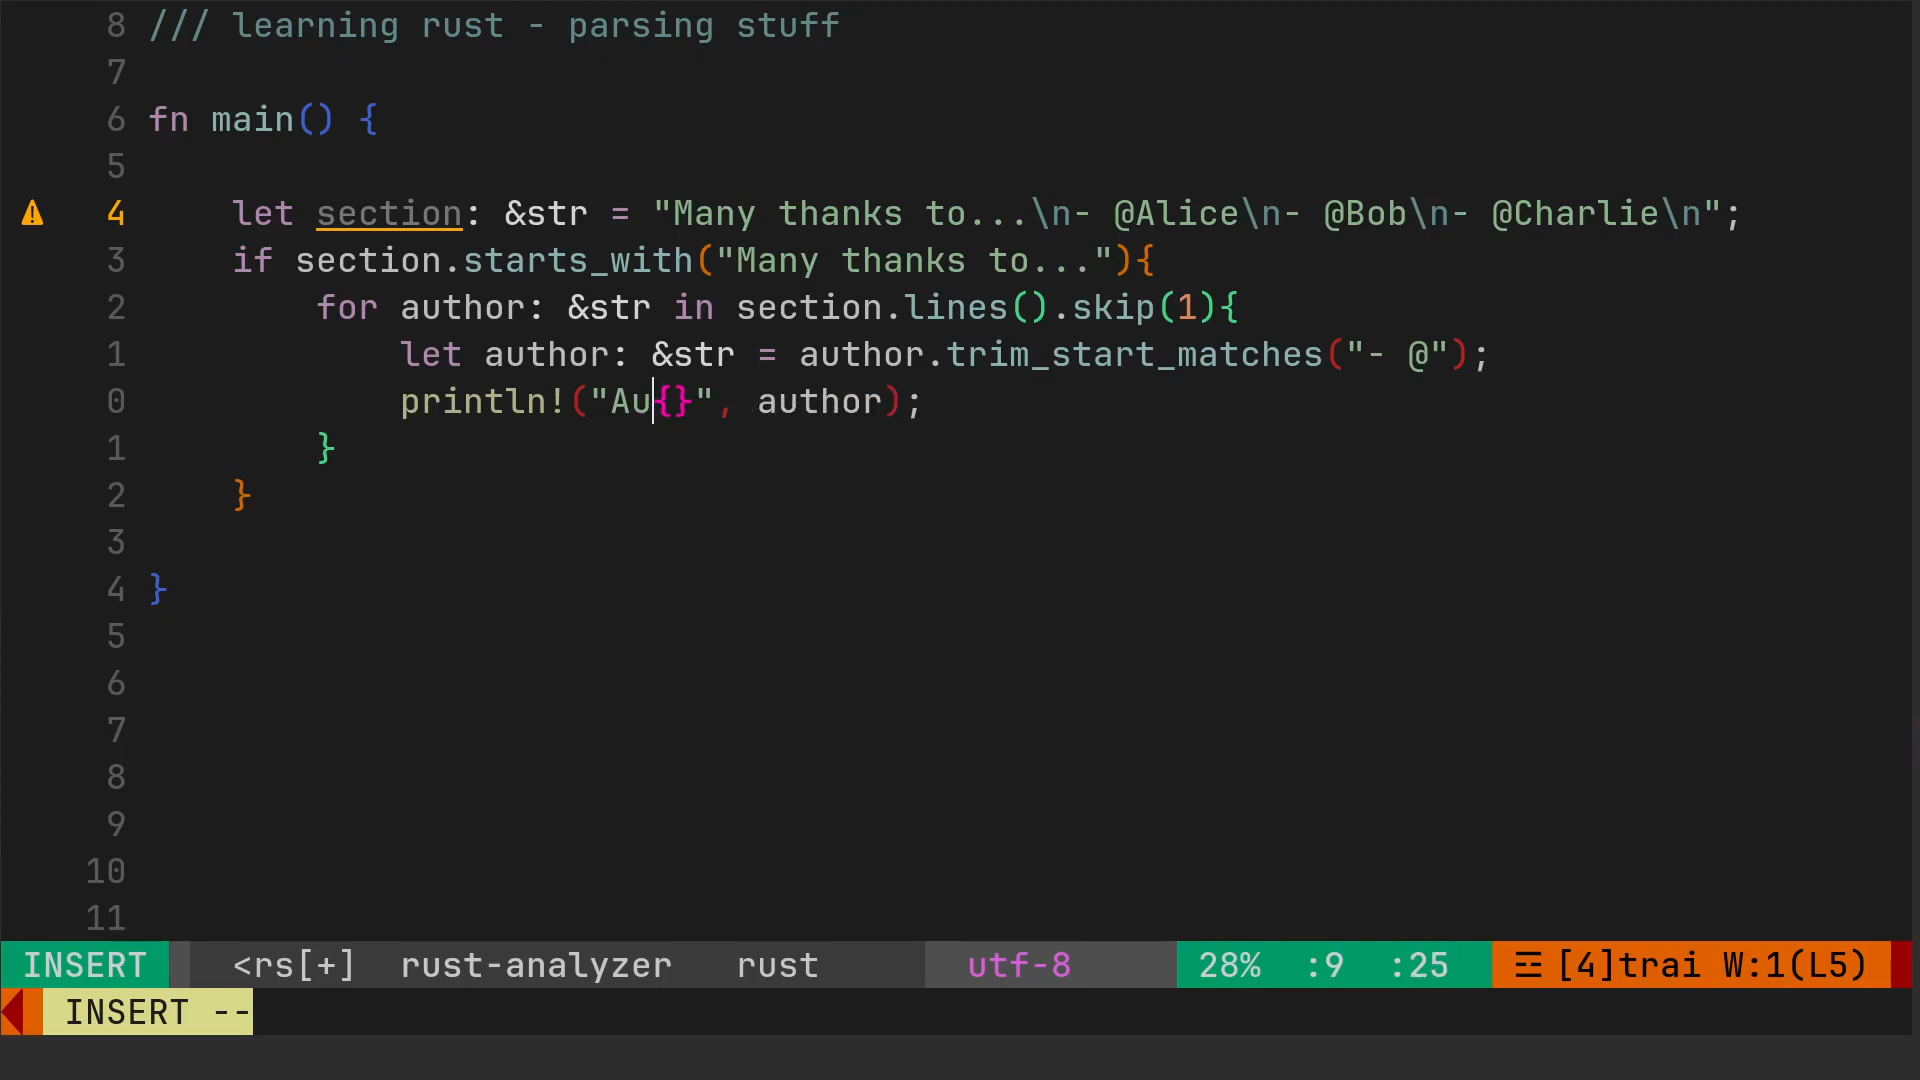 8 /// learning rust - parsing stuff
7
6 fn main() {
5
4 let section: &str = "Many thanks to...\n- @Alice\n- @Bob\n- @Charlie\n";
3 if section.starts_with("Many thanks to..."){
2 for author: &str in section.lines().skip(1){
1 let author: &str = author.trim_start_matches("- @");
0 println!("Au{}", author);
1 }
2 }
3
4 }
5
6
7
8
9
10
11
INSERT <rs[+] rust-analyzer rust utf-8 28% :9 :25 ☲ [4]trai W:1(L5)
INSERT --